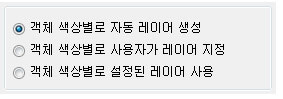 객체 색상별로 자동 레이어 생성
객체 색상별로 사용자가 레이어 지정
객체 색상별로 설정된 레이어 사용